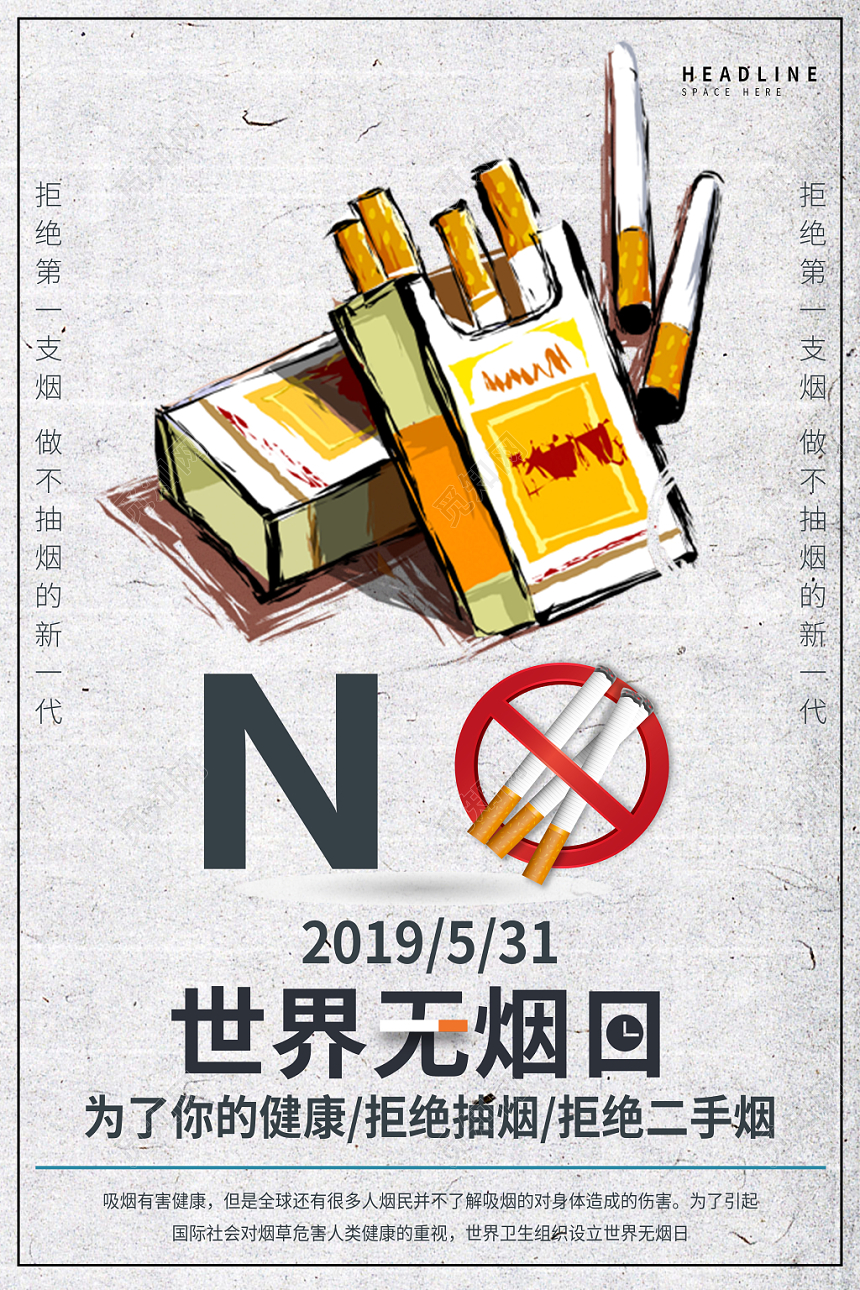 HEADLINE
SPACE HERE
拒绝第一支烟 做不抽烟的新一代
拒绝第一支烟 做不抽烟的新一代
N
2019/5/31
世界无烟日
为了你的健康/拒绝抽烟/拒绝二手烟
吸烟有害健康，但是全球还有很多人烟民并不了解吸烟的对身体造成的伤害。为了引起
国际社会对烟草危害人类健康的重视，世界卫生组织设立世界无烟日